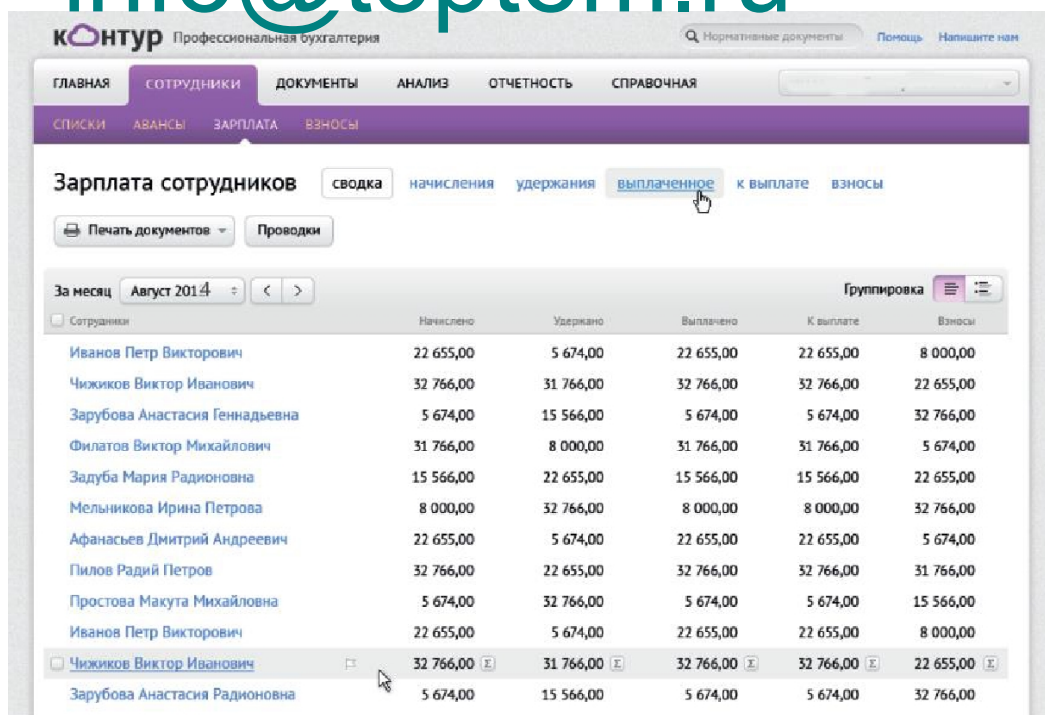 info@toptom.ru
КОНТУР Профессиональная бухгалтерия Нормативные документы Помощь Напишите нам
ГЛАВНАЯ СОТРУДНИКИ ДОКУМЕНТЫ АНАЛИЗ ОТЧЕТНОСТЬ СПРАВОЧНАЯ
СПИСКИ АВАНСЫ ЗАРПЛАТА ВЗНОСЫ
Зарплата сотрудников сводка начисления удержания выплаченное к выплате взносы
Печать документов Проводки
За месяц Август 2014 < > Группировка
Сотрудники Начислено Удержано Выплачено К выплате Взносы
Иванов Петр Викторович 22 655,00 5 674,00 22 655,00 22 655,00 8 000,00
Чижиков Виктор Иванович 32 766,00 31 766,00 32 766,00 32 766,00 22 655,00
Зарубова Анастасия Геннадьевна 5 674,00 15 566,00 5 674,00 5 674,00 32 766,00
Филатов Виктор Михайлович 31 766,00 8 000,00 31 766,00 31 766,00 5 674,00
Задуба Мария Радионовна 15 566,00 22 655,00 15 566,00 15 566,00 22 655,00
Мельникова Ирина Петрова 8 000,00 32 766,00 8 000,00 8 000,00 32 766,00
Афанасьев Дмитрий Андреевич 22 655,00 5 674,00 22 655,00 22 655,00 5 674,00
Пилов Радий Петров 32 766,00 22 655,00 32 766,00 32 766,00 31 766,00
Простова Макута Михайловна 5 674,00 32 766,00 5 674,00 5 674,00 15 566,00
Иванов Петр Викторович 22 655,00 5 674,00 22 655,00 22 655,00 8 000,00
Чижиков Виктор Иванович 32 766,00 Σ 31 766,00 Σ 32 766,00 Σ 32 766,00 Σ 22 655,00 Σ
Зарубова Анастасия Радионовна 5 674,00 15 566,00 5 674,00 5 674,00 32 766,00